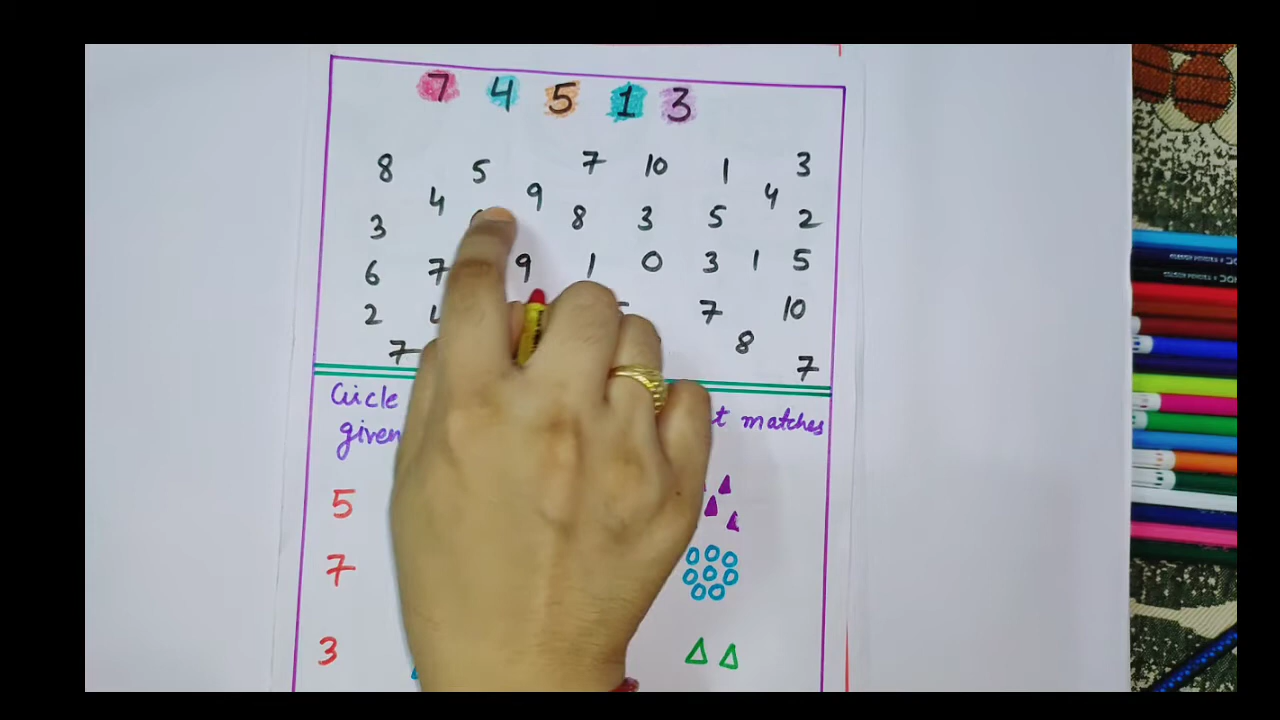 7 4 5 1 3
8 5 7 10 1 3
4 9 4
3 8 3 5 2
6 7 9 1 0 3 1 5
2 7 10
7 8 7
Circle t matches
given
5
7
3